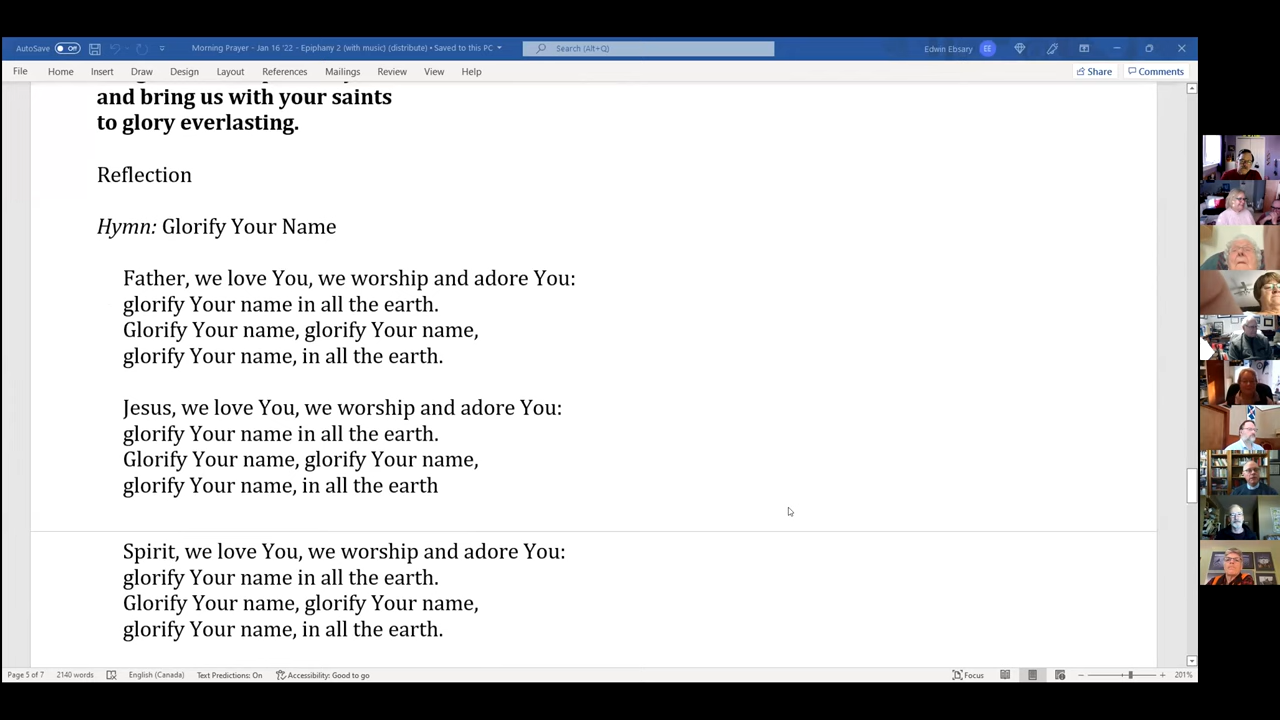 AutoSave Off Morning Prayer - Jan 16 '22 - Epiphany 2 (with music) (distribute) • Saved to this PC Search (Alt+Q) Edwin Ebsary EE
File Home Insert Draw Design Layout References Mailings Review View Help Share Comments
and bring us with your saints
to glory everlasting.
Reflection
Hymn: Glorify Your Name
Father, we love You, we worship and adore You:
glorify Your name in all the earth.
Glorify Your name, glorify Your name,
glorify Your name, in all the earth.
Jesus, we love You, we worship and adore You:
glorify Your name in all the earth.
Glorify Your name, glorify Your name,
glorify Your name, in all the earth
Spirit, we love You, we worship and adore You:
glorify Your name in all the earth.
Glorify Your name, glorify Your name,
glorify Your name, in all the earth.
Page 5 of 7 2140 words English (Canada) Text Predictions: On Accessibility: Good to go Focus 201%